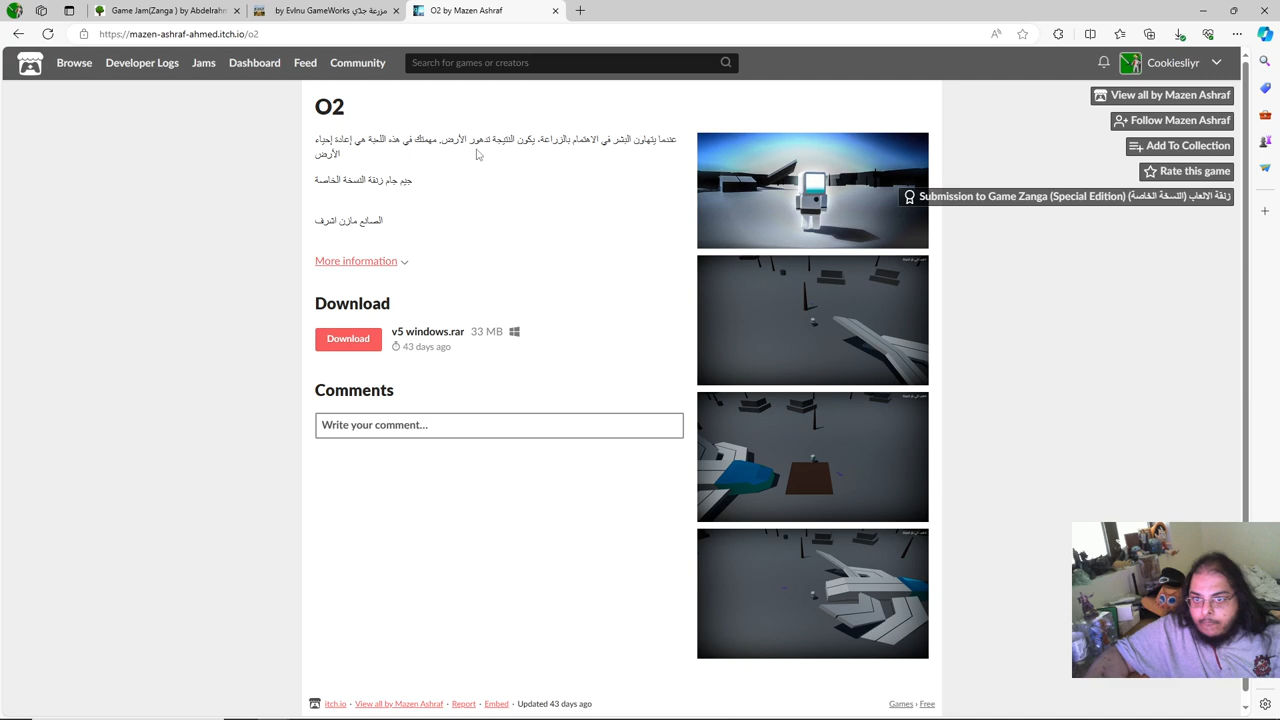 Game Jam(Zanga ) by Abdelrahm
مزرعة جدي by EvInu GameWorks
O2 by Mazen Ashraf
https://mazen-ashraf-ahmed.itch.io/o2
Browse
Developer Logs
Jams
Dashboard
Feed
Community
Search for games or creators
Cookiesliyr
View all by Mazen Ashraf
Follow Mazen Ashraf
Add To Collection
Rate this game
Submission to Game Zanga (Special Edition) زنقة الالعاب (النسخة الخاصة)
O2
عندما يتهاون البشر في الاهتمام بالزراعة، يكون النتيجة تدهور الأرض. مهمتك في هذه اللعبة هي إعادة إحياء
الأرض
جيم جام زنقة النسخة الخاصة
الصانع مازن اشرف
More information
Download
Download
v5 windows.rar 33 MB
43 days ago
Comments
Write your comment...
itch.io · View all by Mazen Ashraf · Report · Embed · Updated 43 days ago
Games › Free